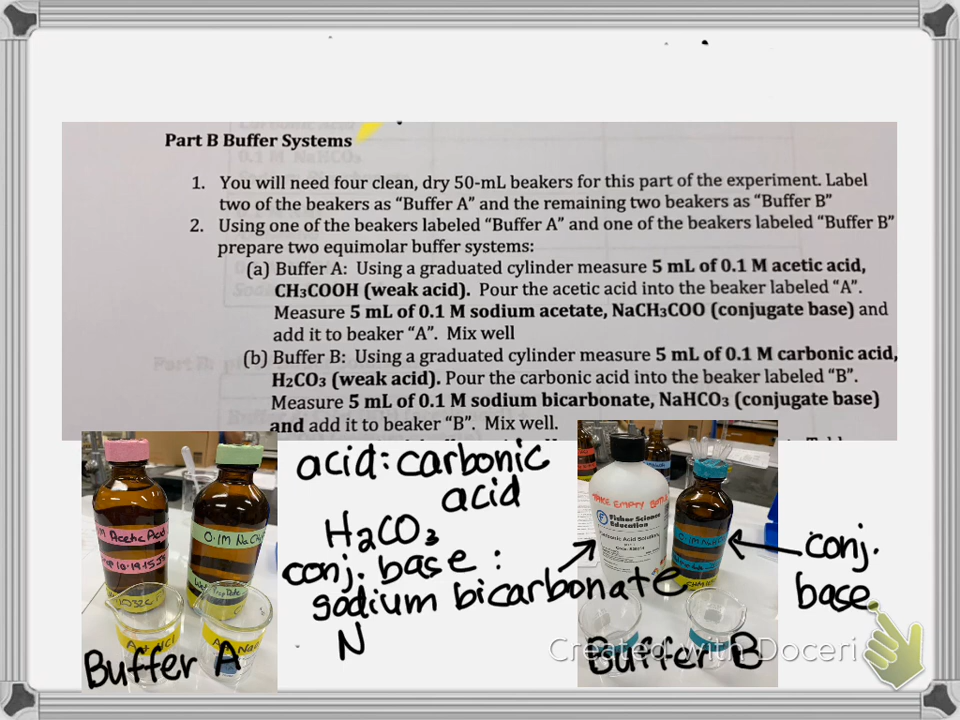 Part B Buffer Systems
1. You will need four clean, dry 50-mL beakers for this part of the experiment. Label
two of the beakers as “Buffer A” and the remaining two beakers as “Buffer B”
2. Using one of the beakers labeled “Buffer A” and one of the beakers labeled “Buffer B”
prepare two equimolar buffer systems:
(a) Buffer A: Using a graduated cylinder measure 5 mL of 0.1 M acetic acid,
CH3COOH (weak acid). Pour the acetic acid into the beaker labeled “A”.
Measure 5 mL of 0.1 M sodium acetate, NaCH3COO (conjugate base) and
add it to beaker “A”. Mix well
(b) Buffer B: Using a graduated cylinder measure 5 mL of 0.1 M carbonic acid,
H2CO3 (weak acid). Pour the carbonic acid into the beaker labeled “B”.
Measure 5 mL of 0.1 M sodium bicarbonate, NaHCO3 (conjugate base)
and add it to beaker “B”. Mix well.
Acetic Acid
Buffer A
acid: carbonic
acid
H2CO3
conj. base :
sodium bicarbonate
N
TAKE EMPTY
Fisher Science
Education
Buffer B
conj.
base
Created with Doceri